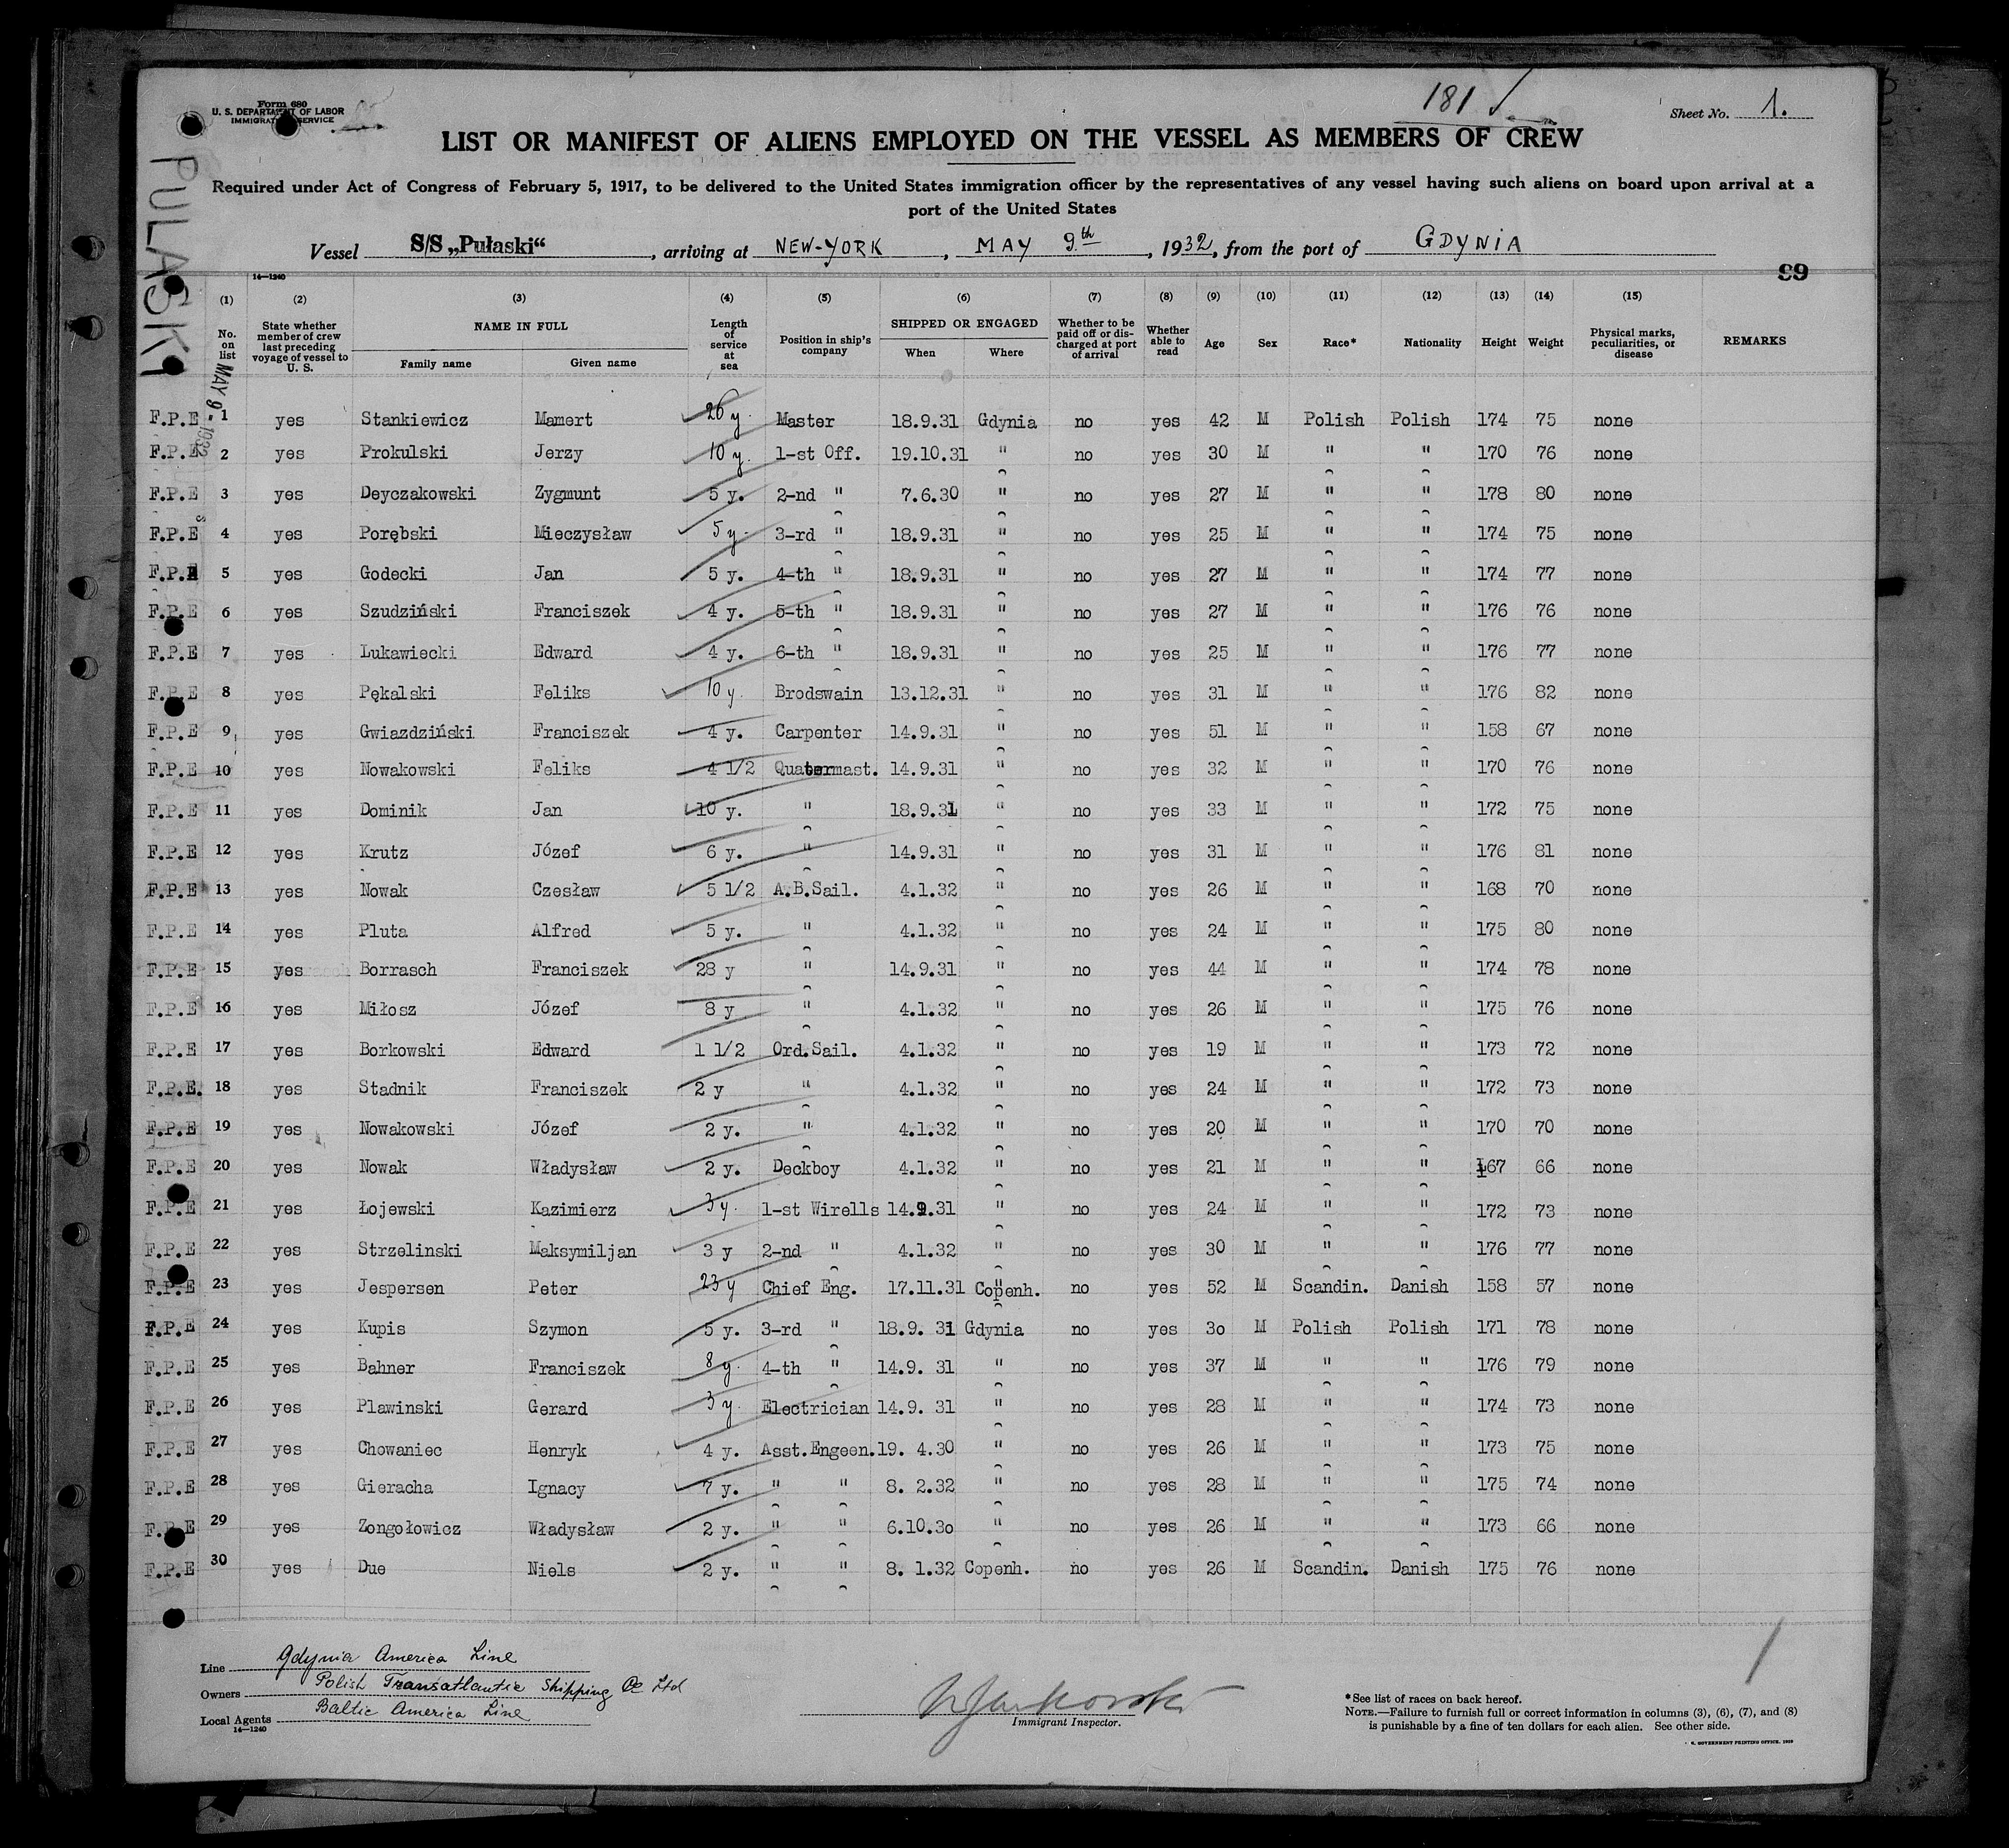 181
Form 680
U. S. DEPARTMENT OF LABOR
IMMIGRATION SERVICE
Sheet No. 1.
LIST OR MANIFEST OF ALIENS EMPLOYED ON THE VESSEL AS MEMBERS OF CREW
Required under Act of Congress of February 5, 1917, to be delivered to the United States immigration officer by the representatives of any vessel having such aliens on board upon arrival at a
port of the United States
Vessel S/S „Pułaski“, arriving at NEW-YORK, MAY 9th, 1932, from the port of GDYNIA
89
PULASKI
MAY 9 - 1932
14—1240
(1) (2) (3) (4) (5) (6) (7) (8) (9) (10) (11) (12) (13) (14) (15)
No. on list State whether member of crew last preceding voyage of vessel to U. S. NAME IN FULL Family name Given name Length of service at sea Position in ship's company SHIPPED OR ENGAGED When Where Whether to be paid off or discharged at port of arrival Whether able to read Age Sex Race* Nationality Height Weight Physical marks, peculiarities, or disease REMARKS
F.P.E 1 yes Stankiewicz Mamert 26 y. Master 18.9.31 Gdynia no yes 42 M Polish Polish 174 75 none
F.P.E 2 yes Prokulski Jerzy 10 y. 1-st Off. 19.10.31 " no yes 30 M " " 170 76 none
F.P.E 3 yes Deyczakowski Zygmunt 5 y. 2-nd " 7.6.30 " no yes 27 M " " 178 80 none
F.P.E 4 yes Porębski Mieczysław 5 y. 3-rd " 18.9.31 " no yes 25 M " " 174 75 none
F.P.E 5 yes Godecki Jan 5 y. 4-th " 18.9.31 " no yes 27 M " " 174 77 none
F.P.E 6 yes Szudziński Franciszek 4 y. 5-th " 18.9.31 " no yes 27 M " " 176 76 none
F.P.E 7 yes Lukawiecki Edward 4 y. 6-th " 18.9.31 " no yes 25 M " " 176 77 none
F.P.E 8 yes Pękalski Feliks 10 y. Brodswain 13.12.31 " no yes 31 M " " 176 82 none
F.P.E 9 yes Gwiazdziński Franciszek 4 y. Carpenter 14.9.31 " no yes 51 M " " 158 67 none
F.P.E 10 yes Nowakowski Feliks 4 1/2 Quatermast. 14.9.31 " no yes 32 M " " 170 76 none
F.P.E 11 yes Dominik Jan 10 y. " 18.9.31 " no yes 33 M " " 172 75 none
F.P.E 12 yes Krutz Józef 6 y. " 14.9.31 " no yes 31 M " " 176 81 none
F.P.E 13 yes Nowak Czesław 5 1/2 A.B.Sail. 4.1.32 " no yes 26 M " " 168 70 none
F.P.E 14 yes Pluta Alfred 5 y. " 4.1.32 " no yes 24 M " " 175 80 none
F.P.E 15 yes Borrasch Franciszek 28 y " 14.9.31 " no yes 44 M " " 174 78 none
F.P.E 16 yes Miłosz Józef 8 y " 4.1.32 " no yes 26 M " " 175 76 none
F.P.E 17 yes Borkowski Edward 1 1/2 Ord.Sail. 4.1.32 " no yes 19 M " " 173 72 none
F.P.E. 18 yes Stadnik Franciszek 2 y " 4.1.32 " no yes 24 M " " 172 73 none
F.P.E 19 yes Nowakowski Józef 2 y. " 4.1.32 " no yes 20 M " " 170 70 none
F.P.E 20 yes Nowak Władysław 2 y. Deckboy 4.1.32 " no yes 21 M " " 167 66 none
F.P.E 21 yes Łojewski Kazimierz 3 y. 1-st Wirells 14.9.31 " no yes 24 M " " 172 73 none
F.P.E 22 yes Strzelinski Maksymiljan 3 y 2-nd " 4.1.32 " no yes 30 M " " 176 77 none
F.P.E 23 yes Jespersen Peter 23 y Chief Eng. 17.11.31 Copenh. no yes 52 M Scandin. Danish 158 57 none
F.P.E 24 yes Kupis Szymon 5 y. 3-rd " 18.9. 31 Gdynia no yes 3o M Polish Polish 171 78 none
F.P.E 25 yes Bahner Franciszek 8 y. 4-th " 14.9. 31 " no yes 37 M " " 176 79 none
F.P.E 26 yes Plawinski Gerard 3 y. Electrician 14.9. 31 " no yes 28 M " " 174 73 none
F.P.E 27 yes Chowaniec Henryk 4 y. Asst.Engeen. 19. 4.30 " no yes 26 M " " 173 75 none
F.P.E 28 yes Gieracha Ignacy 7 y. " " 8. 2.32 " no yes 28 M " " 175 74 none
F.P.E 29 yes Zongołowicz Władysław 2 y. " " 6.10.3o " no yes 26 M " " 173 66 none
F.P.E 30 yes Due Niels 2 y. " " 8. 1.32 Copenh. no yes 26 M Scandin. Danish 175 76 none
Line Gdynia America Line
Owners Polish Transatlantic Shipping Co Ltd
Local Agents Baltic America Line
14—1240
Immigrant Inspector.
*See list of races on back hereof.
NOTE.—Failure to furnish full or correct information in columns (3), (6), (7), and (8)
is punishable by a fine of ten dollars for each alien. See other side.
GOVERNMENT PRINTING OFFICE